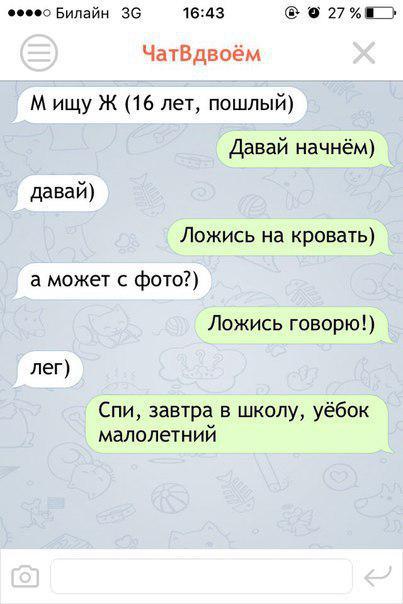 Билайн 3G 16:43 27 %
ЧатВдвоём
М ищу Ж (16 лет, пошлый)
Давай начнём)
давай)
Ложись на кровать)
а может с фото?)
Ложись говорю!)
лег)
Спи, завтра в школу, уёбок
малолетний